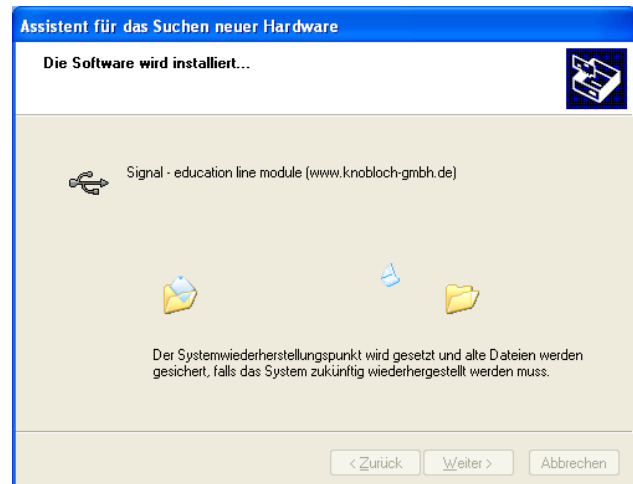 Assistent für das Suchen neuer Hardware
Die Software wird installiert...
Signal - education line module (www.knobloch-gmbh.de)
Der Systemwiederherstellungspunkt wird gesetzt und alte Dateien werden
gesichert, falls das System zukünftig wiederhergestellt werden muss.
< Zurück Weiter > Abbrechen